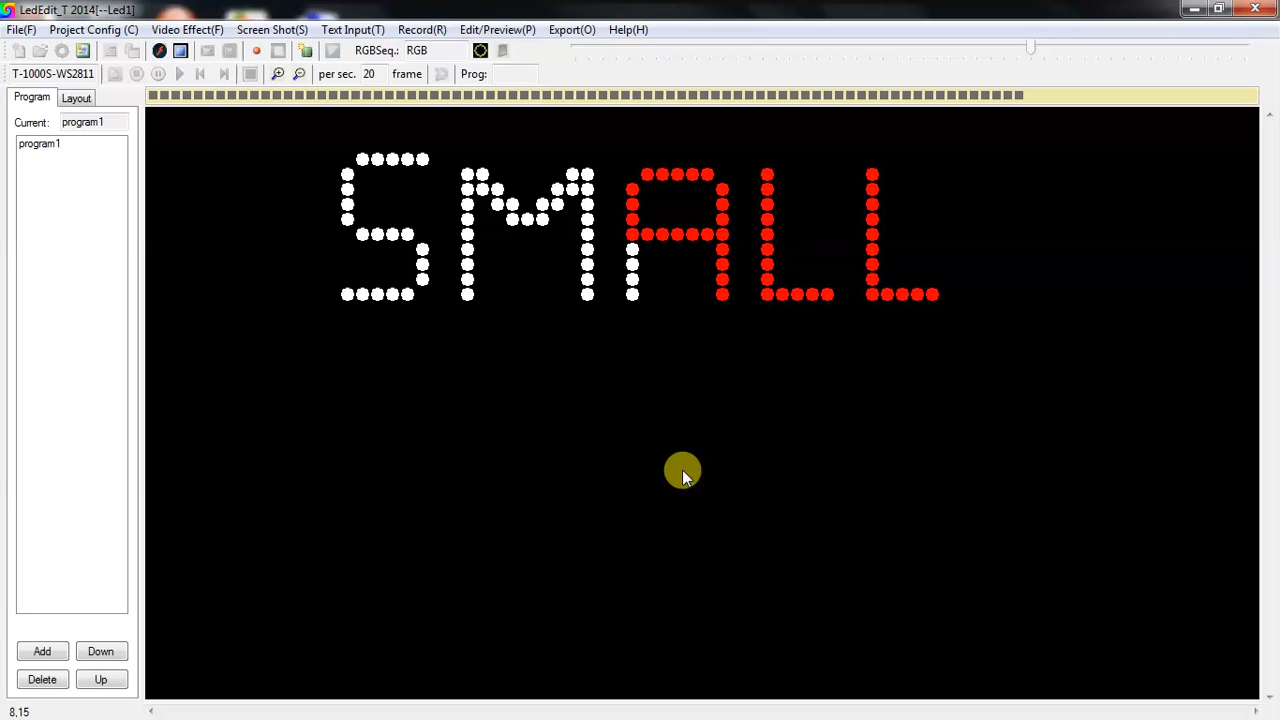 LedEdit_T 2014[--Led1]
File(F) Project Config (C) Video Effect(F) Screen Shot(S) Text Input(T) Record(R) Edit/Preview(P) Export(O) Help(H)
RGBSeq.: RGB
T-1000S-WS2811 per sec. 20 frame Prog:
Program Layout
Current: program1
program1
SMALL
Add Down
Delete Up
8,15